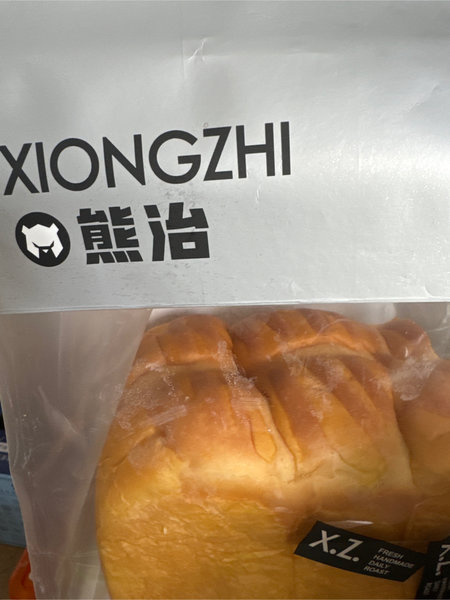 XIONGZHI
熊治
X.Z.
FRESH
HANDMADE
DAILY
ROAST
X.Z.